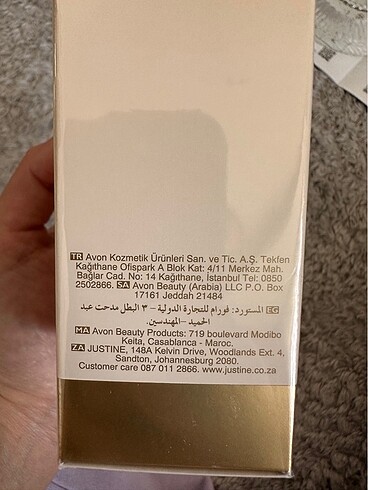 TR Avon Kozmetik Ürünleri San. ve Tic. A.Ş. Tekfen
Kağıthane Ofispark A Blok Kat: 4/11 Merkez Mah.
Bağlar Cad. No: 14 Kağıthane, İstanbul Tel: 0850
2502866. SA Avon Beauty (Arabia) LLC P.O. Box
17161 Jeddah 21484
EG المستورد: فورام للتجارة الدولية – ٣ البطل مدحت عبد
الحميد-المهندسين.
MA Avon Beauty Products: 719 boulevard Modibo
Keita, Casablanca - Maroc.
ZA JUSTINE, 148A Kelvin Drive, Woodlands Ext. 4,
Sandton, Johannesburg 2080.
Customer care 087 011 2866. www.justine.co.za